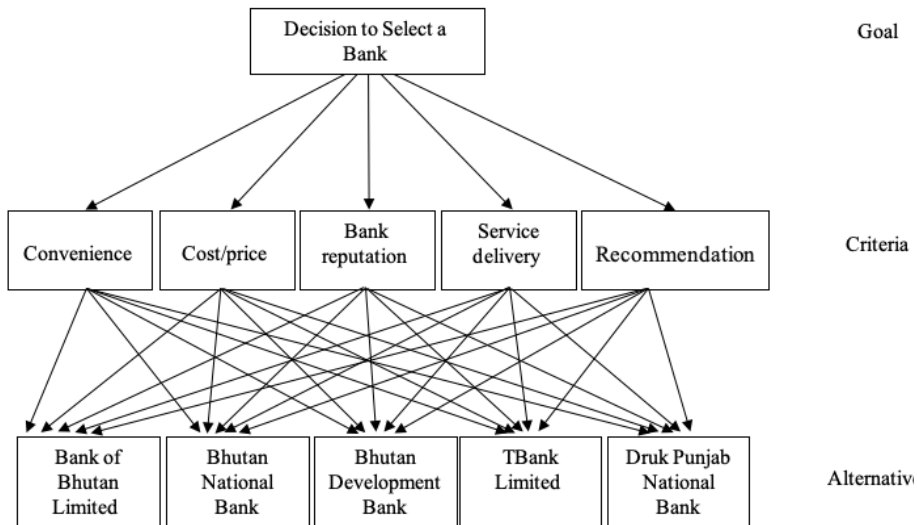 Decision to Select a
Bank
Goal
Convenience
Cost/price
Bank
reputation
Service
delivery
Recommendation
Criteria
Bank of
Bhutan
Limited
Bhutan
National
Bank
Bhutan
Development
Bank
TBank
Limited
Druk Punjab
National
Bank
Alternative